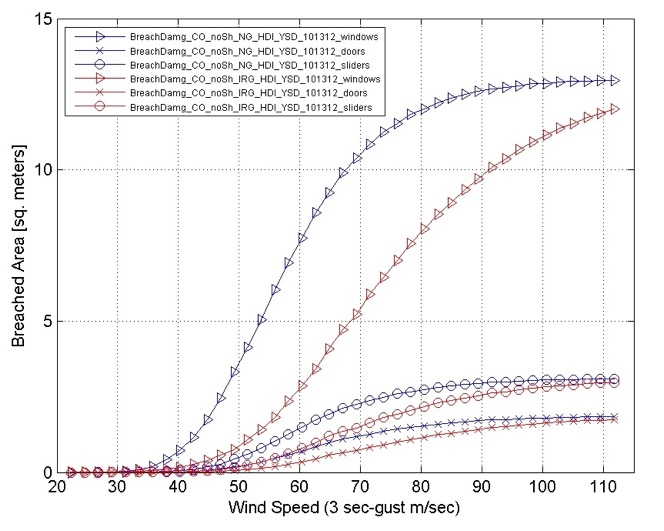 15
10
5
0
BreachDamg_CO_noSh_NG_HDI_YSD_101312_windows
BreachDamg_CO_noSh_NG_HDI_YSD_101312_doors
BreachDamg_CO_noSh_NG_HDI_YSD_101312_sliders
BreachDamg_CO_noSh_IRG_HDI_YSD_101312_windows
BreachDamg_CO_noSh_IRG_HDI_YSD_101312_doors
BreachDamg_CO_noSh_IRG_HDI_YSD_101312_sliders
Breached Area [sq. meters]
20 30 40 50 60 70 80 90 100 110
Wind Speed (3 sec-gust m/sec)